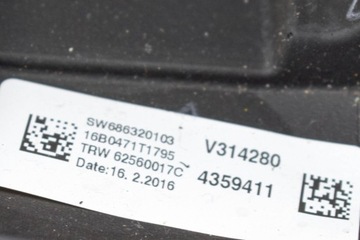 SW686320103
16B0471T1795
TRW 62560017C
Date:16. 2.2016
V314280
4359411